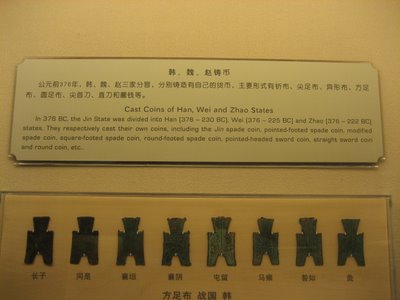 韩、魏、赵铸币
公元前376年，韩、魏、赵三家分晋，分别铸造有自己的货币，主要形式有釿布、尖足布、异形布、方足
布、圆足布、尖首刀、直刀和圜钱等。
Cast Coins of Han, Wei and Zhao States
In 376 BC, the Jin State was divided into Han [376 – 230 BC], Wei [376 – 225 BC] and Zhao [376 – 222 BC]
states. They respectively cast their own coins, including the Jin spade coin, pointed-footed spade coin, modified
spade coin, square-footed spade coin, round-footed spade coin, pointed-headed sword coin, straight sword coin
and round coin, etc..
长子 同是 襄垣 襄阴 屯留 马雍
方足布 战国 韩